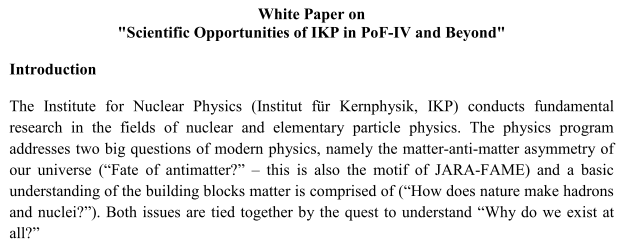 White Paper on
"Scientific Opportunities of IKP in PoF-IV and Beyond"
Introduction
The Institute for Nuclear Physics (Institut für Kernphysik, IKP) conducts fundamental
research in the fields of nuclear and elementary particle physics. The physics program
addresses two big questions of modern physics, namely the matter-anti-matter asymmetry of
our universe (“Fate of antimatter?” – this is also the motif of JARA-FAME) and a basic
understanding of the building blocks matter is comprised of (“How does nature make hadrons
and nuclei?”). Both issues are tied together by the quest to understand “Why do we exist at
all?”